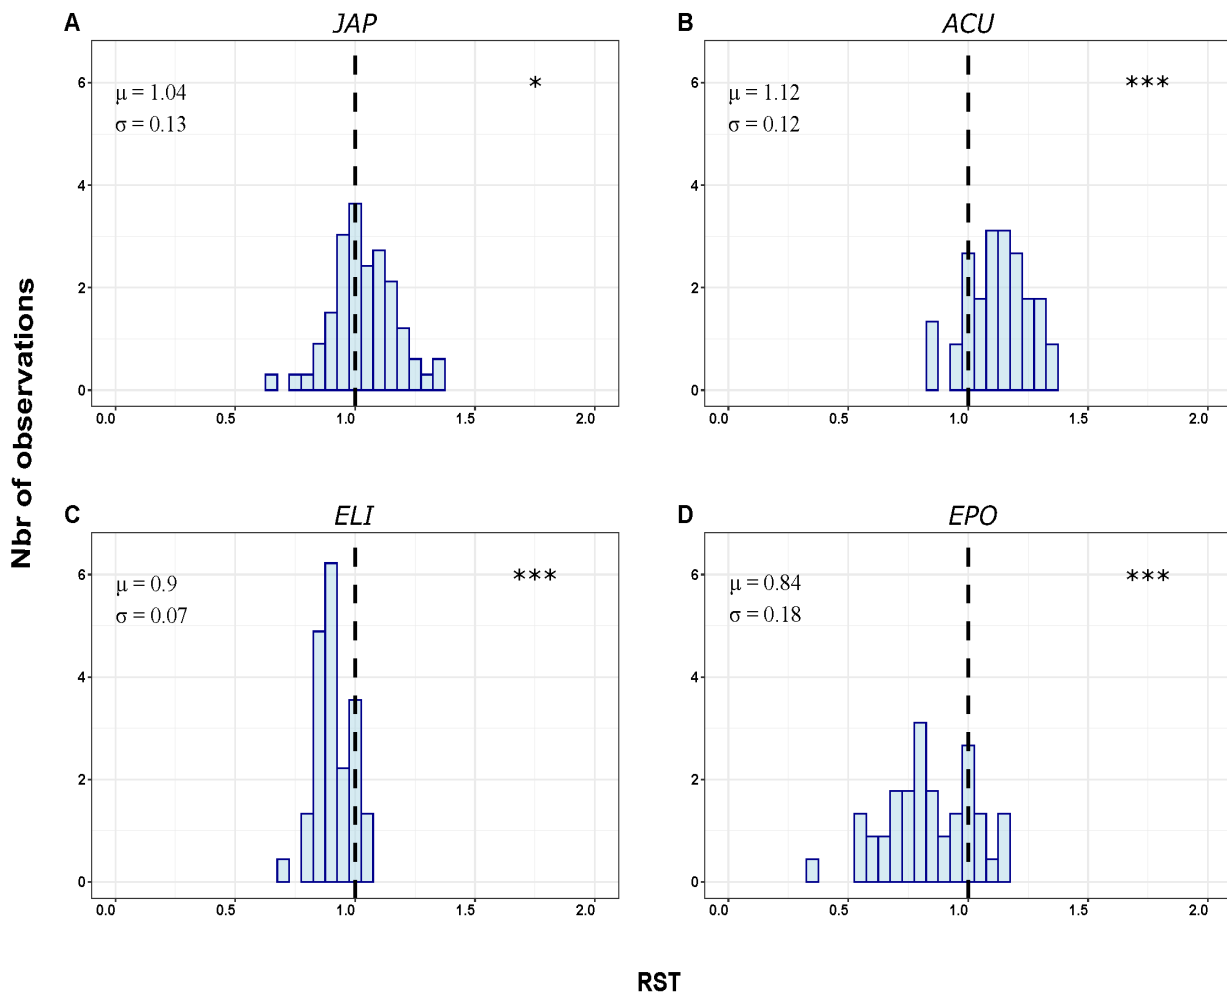 A
JAP
6
4
2
0
μ = 1.04
σ = 0.13
*
0.0 0.5 1.0 1.5 2.0
B
ACU
6
4
2
0
μ = 1.12
σ = 0.12
***
0.0 0.5 1.0 1.5 2.0
Nbr of observations
C
ELI
6
4
2
0
μ = 0.9
σ = 0.07
***
0.0 0.5 1.0 1.5 2.0
D
EPO
6
4
2
0
μ = 0.84
σ = 0.18
***
0.0 0.5 1.0 1.5 2.0
RST